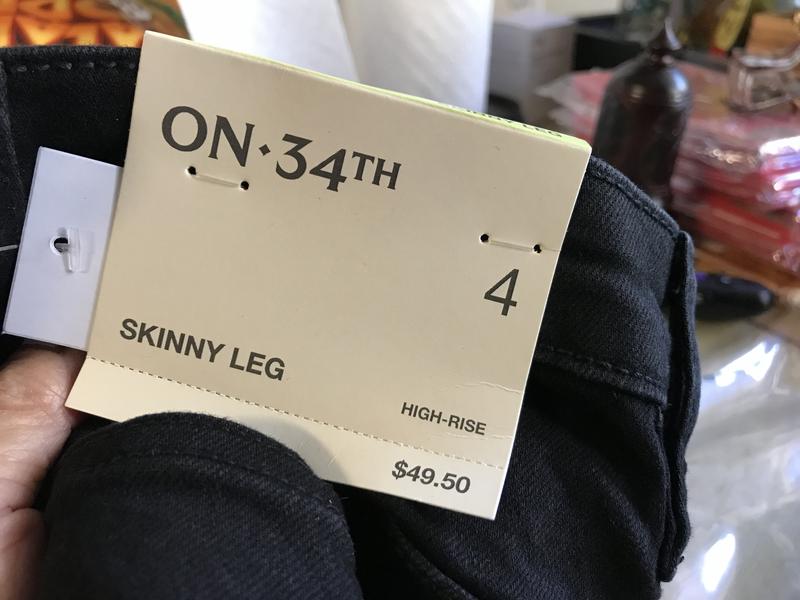 ON·34TH
4
SKINNY LEG
HIGH-RISE
$49.50